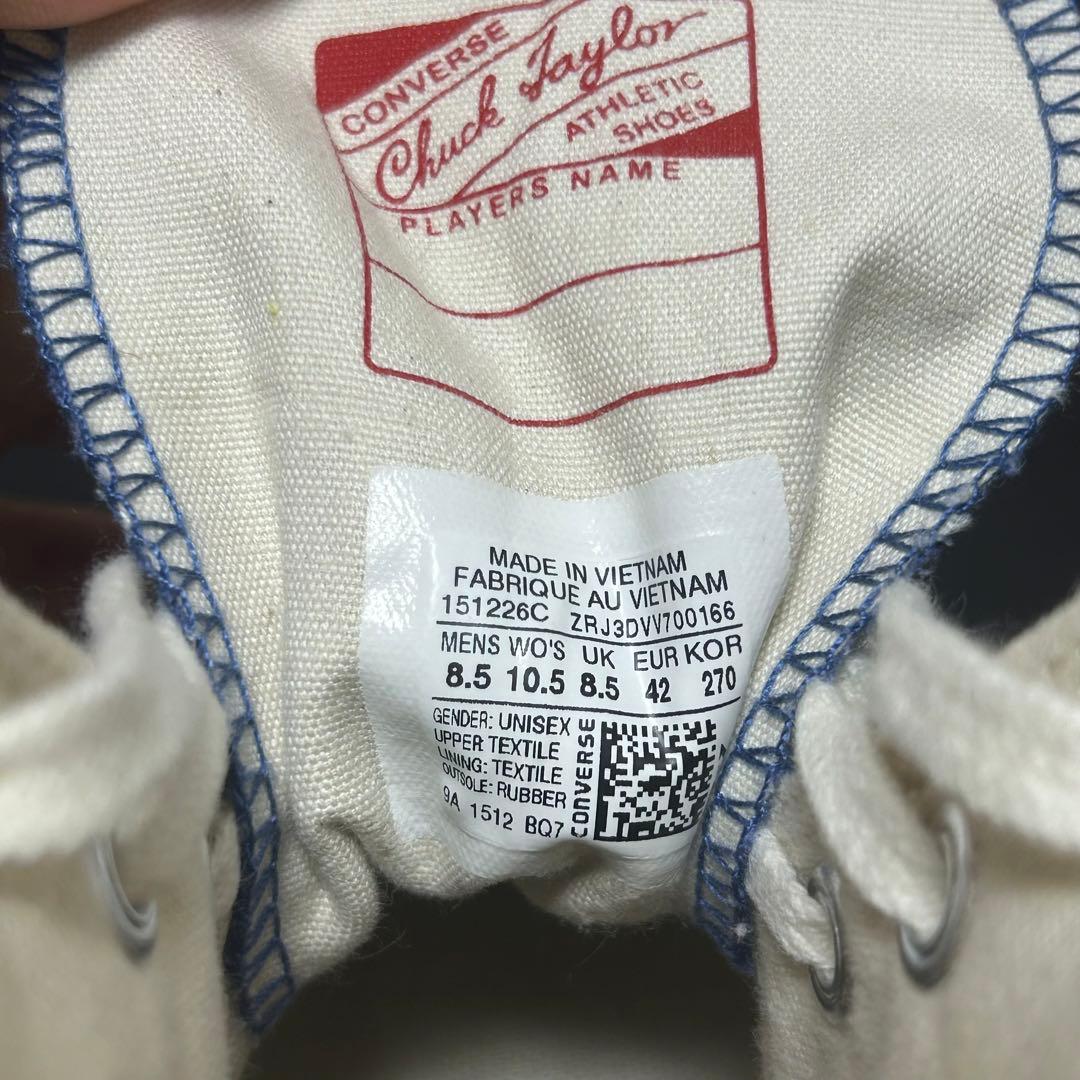 CONVERSE
Chuck Taylor
ATHLETIC
SHOES
PLAYERS NAME
MADE IN VIETNAM
FABRIQUE AU VIETNAM
151226C ZRJ3DVV700166
MENS WO'S UK EUR KOR
8.5 10.5 8.5 42 270
GENDER: UNISEX
UPPER TEXTILE
LINING: TEXTILE
OUTSOLE: RUBBER
9A 1512 BQ7
CONVERSE